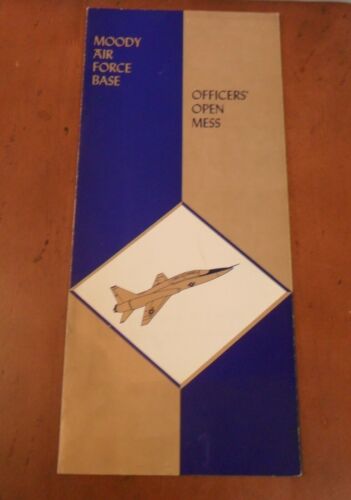 MOODY
AIR
FORCE
BASE
OFFICERS'
OPEN
MESS